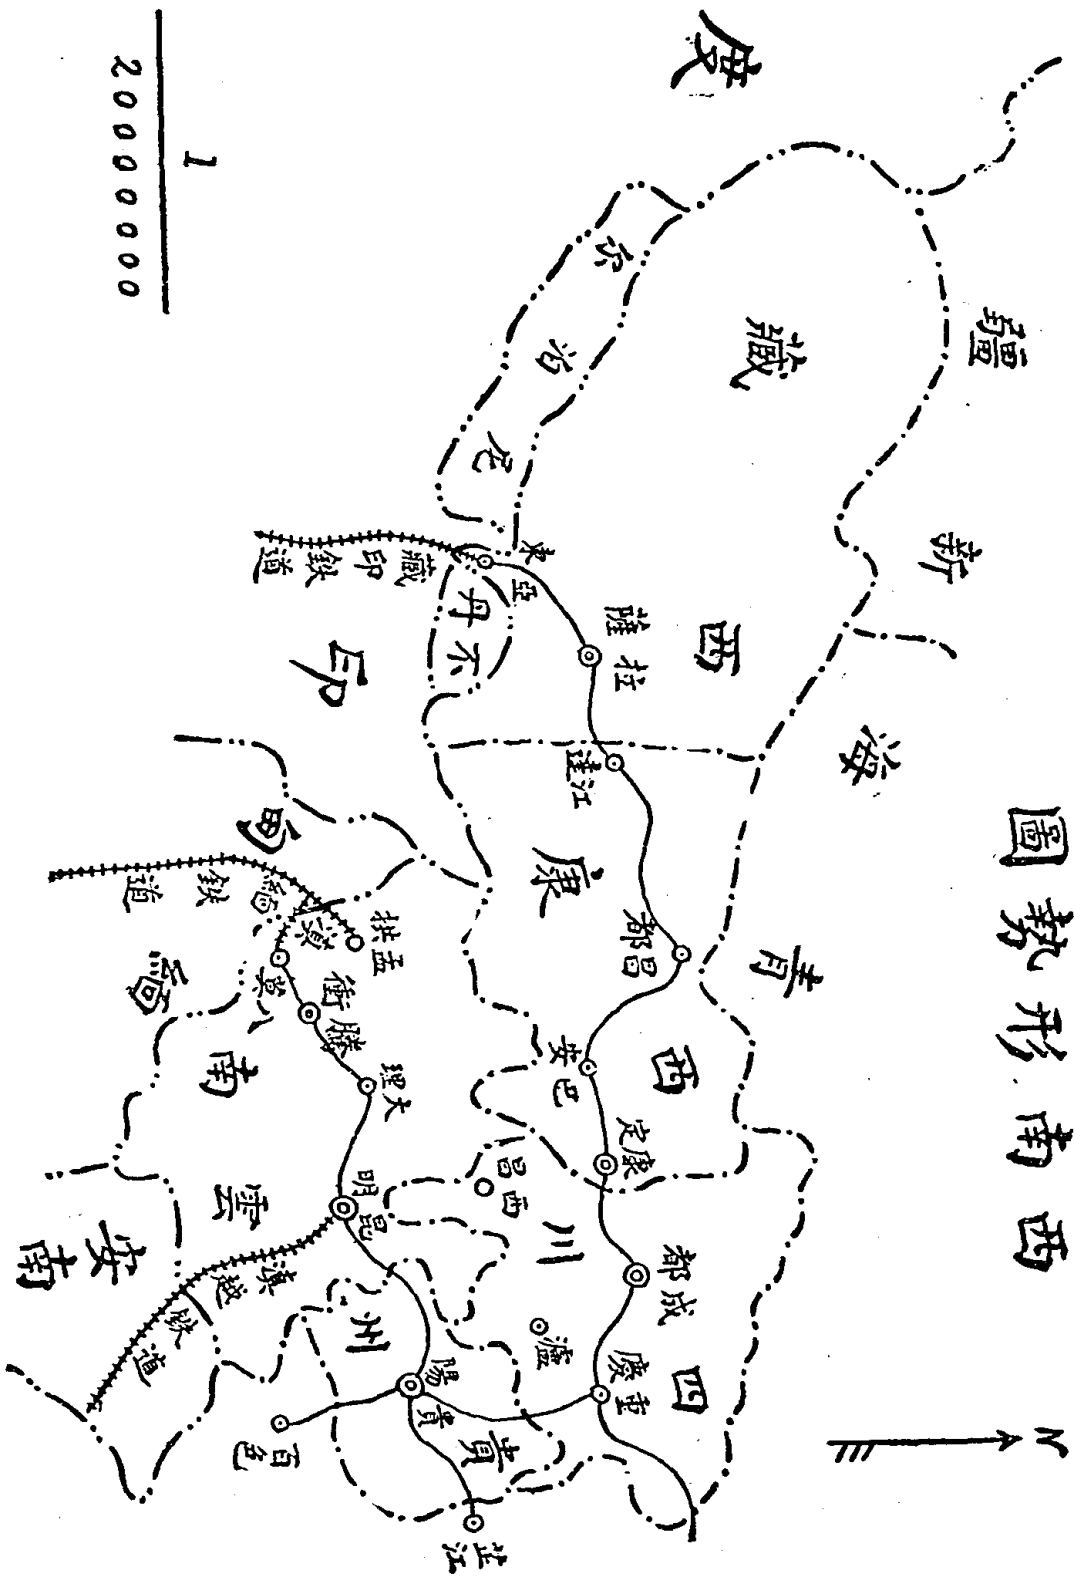 西南形勢圖
N
新疆
青海
西藏
印度
尼泊尔
不丹
西康
四川
雲南
貴州
緬甸
安南
亞東
拉薩
江達
昌都
巴安
康定
成都
重慶
瀘
西昌
昆明
大理
騰衝
八莫
孟拱
貴陽
百色
芷江
藏印鉄道
滇緬鉄道
滇越鉄道
1
20000000